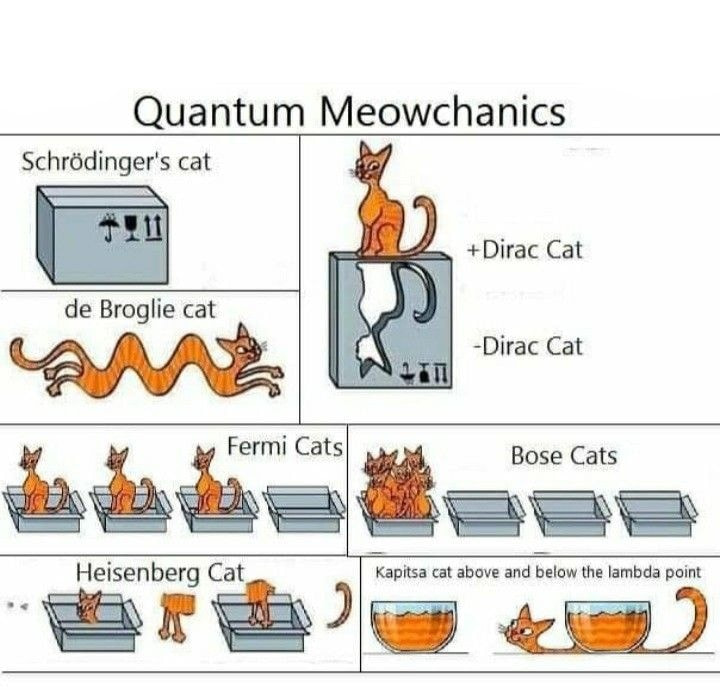 Quantum Meowchanics
Schrödinger's cat
+Dirac Cat
-Dirac Cat
de Broglie cat
Fermi Cats
Bose Cats
Heisenberg Cat
Kapitsa cat above and below the lambda point